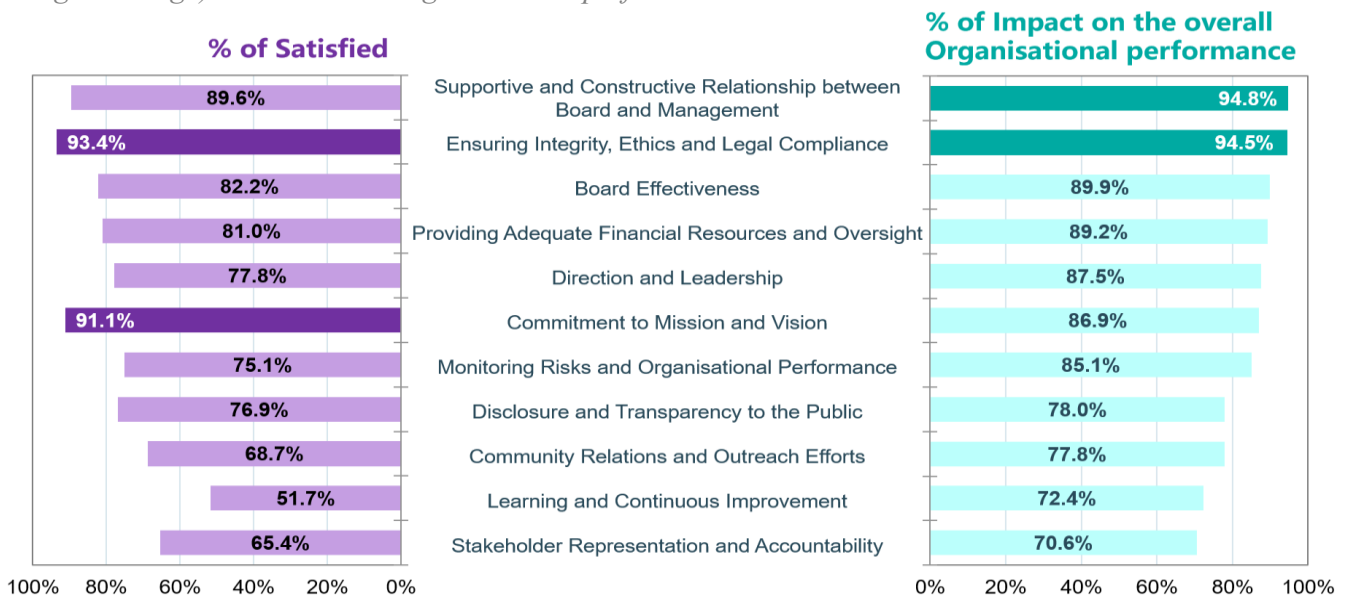 % of Satisfied
% of Impact on the overall
Organisational performance
89.6%
Supportive and Constructive Relationship between
Board and Management
94.8%
93.4%
Ensuring Integrity, Ethics and Legal Compliance
94.5%
82.2%
Board Effectiveness
89.9%
81.0%
Providing Adequate Financial Resources and Oversight
89.2%
77.8%
Direction and Leadership
87.5%
91.1%
Commitment to Mission and Vision
86.9%
75.1%
Monitoring Risks and Organisational Performance
85.1%
76.9%
Disclosure and Transparency to the Public
78.0%
68.7%
Community Relations and Outreach Efforts
77.8%
51.7%
Learning and Continuous Improvement
72.4%
65.4%
Stakeholder Representation and Accountability
70.6%
100% 80% 60% 40% 20% 0%
0% 20% 40% 60% 80% 100%